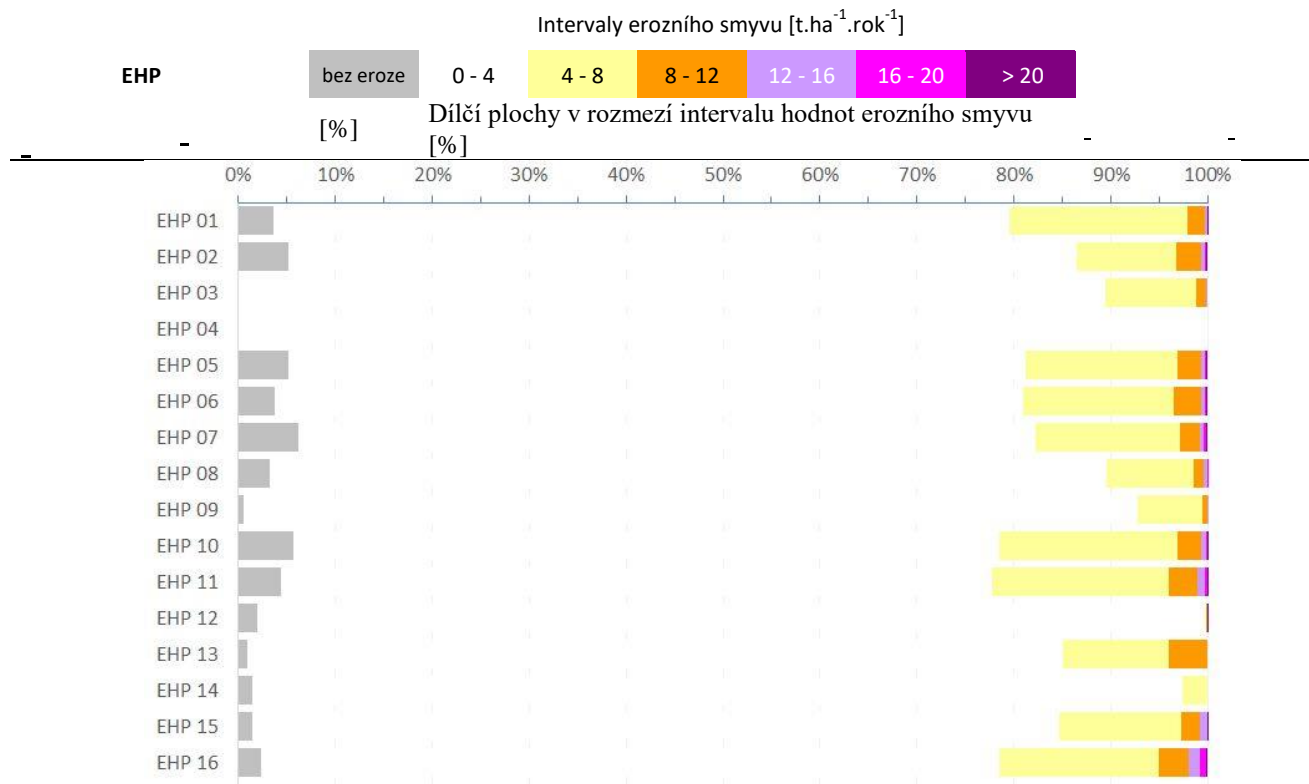 Intervaly erozního smyvu [t.ha⁻¹.rok⁻¹]
EHP bez eroze 0 - 4 4 - 8 8 - 12 12 - 16 16 - 20 > 20
[%] Dílčí plochy v rozmezí intervalu hodnot erozního smyvu
[%]
0% 10% 20% 30% 40% 50% 60% 70% 80% 90% 100%
EHP 01
EHP 02
EHP 03
EHP 04
EHP 05
EHP 06
EHP 07
EHP 08
EHP 09
EHP 10
EHP 11
EHP 12
EHP 13
EHP 14
EHP 15
EHP 16